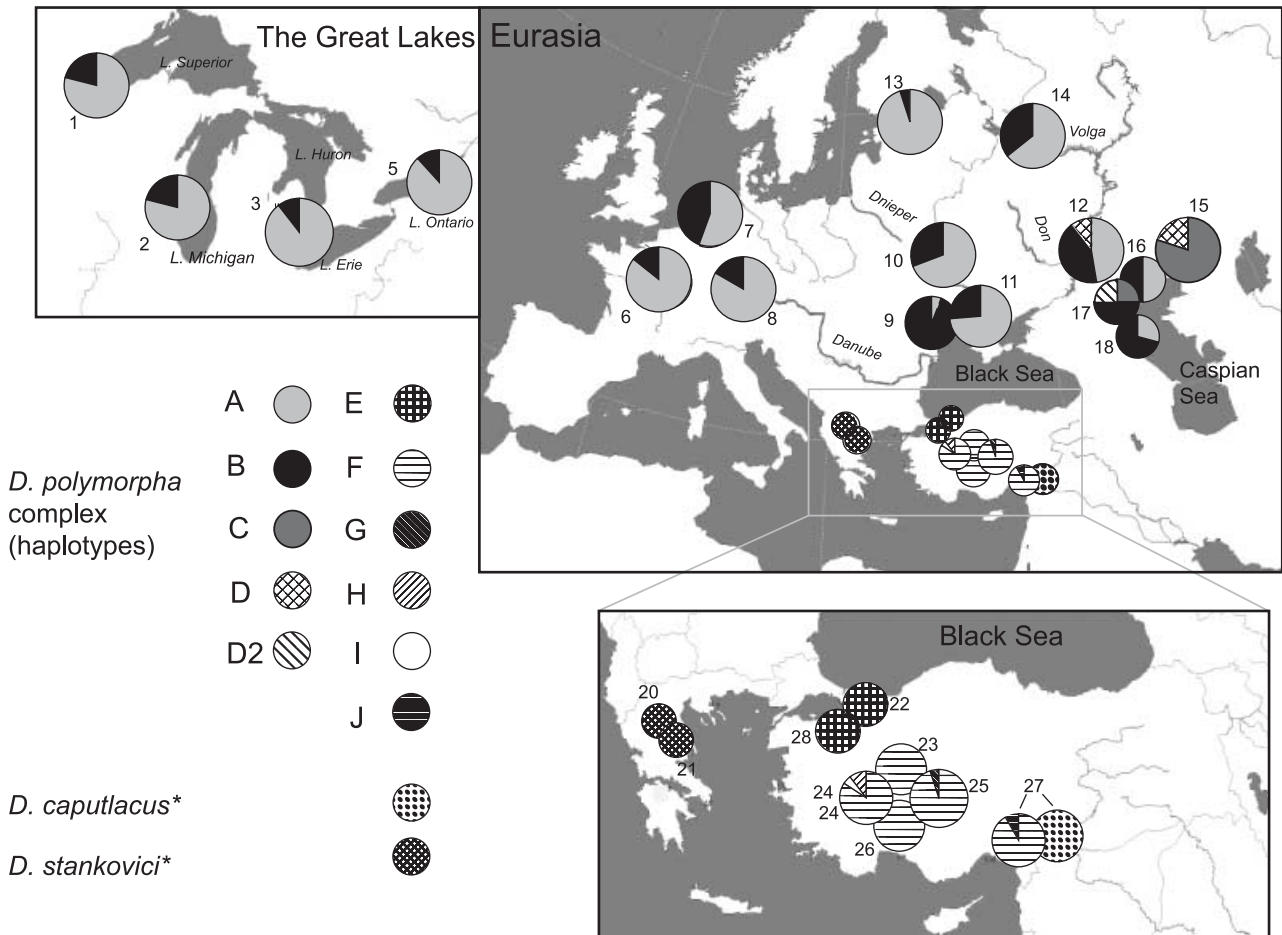 The Great Lakes
L. Superior
1
L. Huron
5
3
L. Ontario
2
L. Michigan
L. Erie
Eurasia
13
14
Volga
Dnieper
Don
12
15
7
16
10
11
6
8
9
17
Danube
18
Black Sea
Caspian
Sea
A
E
B
F
D. polymorpha
complex
(haplotypes)
C
G
D
H
D2
I
J
D. caputlacus*
D. stankovici*
Black Sea
20
22
28
21
23
24
25
24
27
26